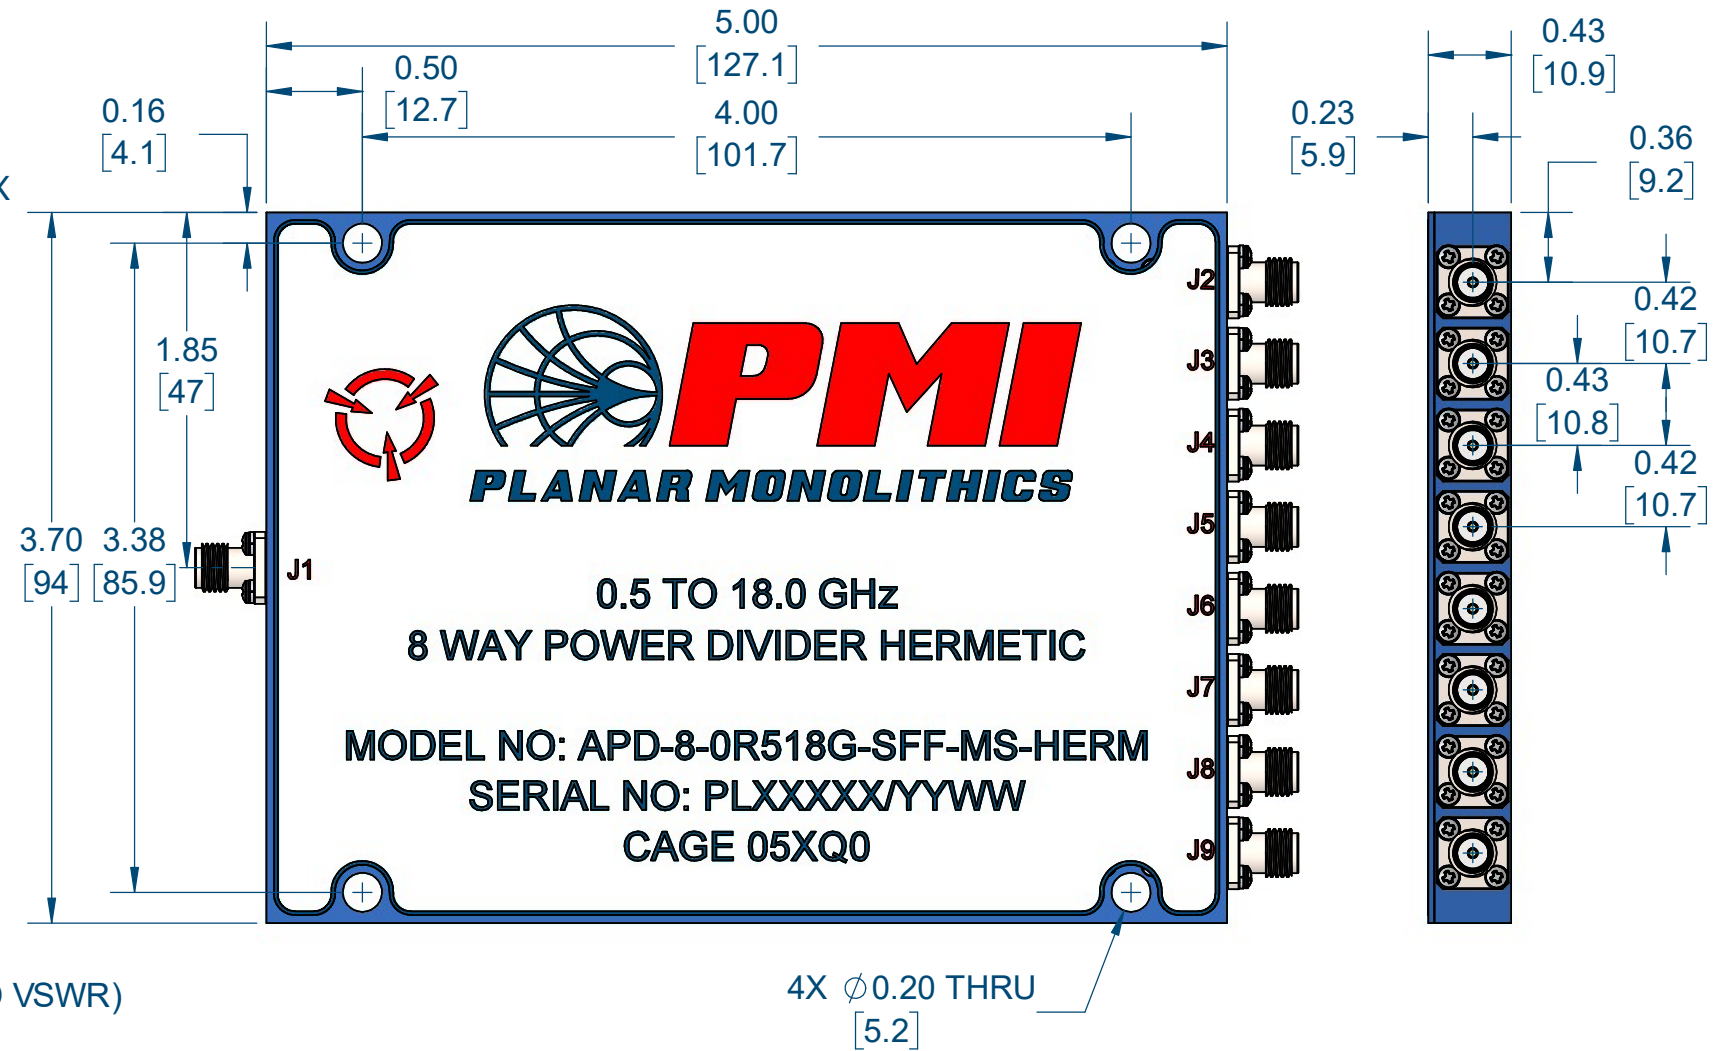 5.00
[127.1]
0.50
[12.7]
4.00
[101.7]
0.16
[4.1]
0.43
[10.9]
0.23
[5.9]
0.36
[9.2]
X
0.42
[10.7]
0.43
[10.8]
0.42
[10.7]
1.85
[47]
3.70
[94]
3.38
[85.9]
J1
J2
J3
J4
J5
J6
J7
J8
J9
PMI
PLANAR MONOLITHICS
0.5 TO 18.0 GHz
8 WAY POWER DIVIDER HERMETIC
MODEL NO: APD-8-0R518G-SFF-MS-HERM
SERIAL NO: PLXXXXX/YYWW
CAGE 05XQ0
VSWR)
4X ∅0.20 THRU
[5.2]